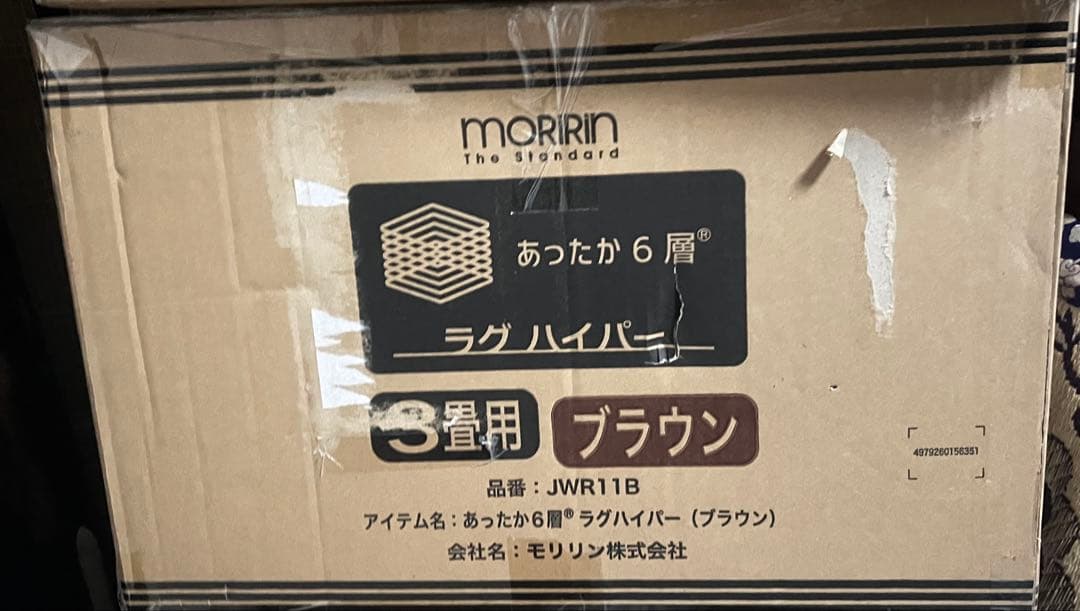 MORIRIN
The Standard
あったか6層®
ラグ ハイパー
3畳用 ブラウン
4979260156351
品番：JWR11B
アイテム名：あったか6層®ラグハイパー（ブラウン）
会社名：モリリン株式会社